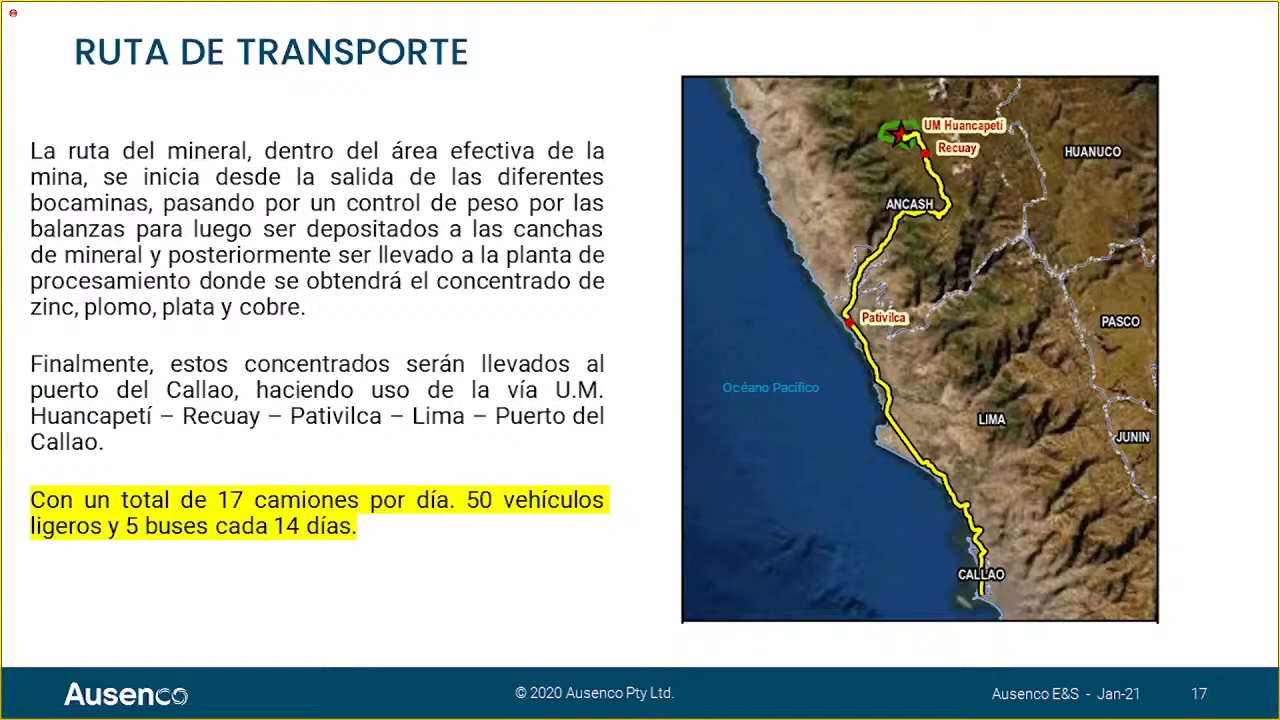 RUTA DE TRANSPORTE
La ruta del mineral, dentro del área efectiva de la
mina, se inicia desde la salida de las diferentes
bocaminas, pasando por un control de peso por las
balanzas para luego ser depositados a las canchas
de mineral y posteriormente ser llevado a la planta de
procesamiento donde se obtendrá el concentrado de
zinc, plomo, plata y cobre.
Finalmente, estos concentrados serán llevados al
puerto del Callao, haciendo uso de la vía U.M.
Huancapetí – Recuay – Pativilca – Lima – Puerto del
Callao.
Con un total de 17 camiones por día. 50 vehículos
ligeros y 5 buses cada 14 días.
UM Huancapetí
Recuay
HUANUCO
ANCASH
Pativilca
PASCO
Océano Pacífico
LIMA
JUNIN
CALLAO
Ausenco
© 2020 Ausenco Pty Ltd.
Ausenco E&S - Jan-21
17